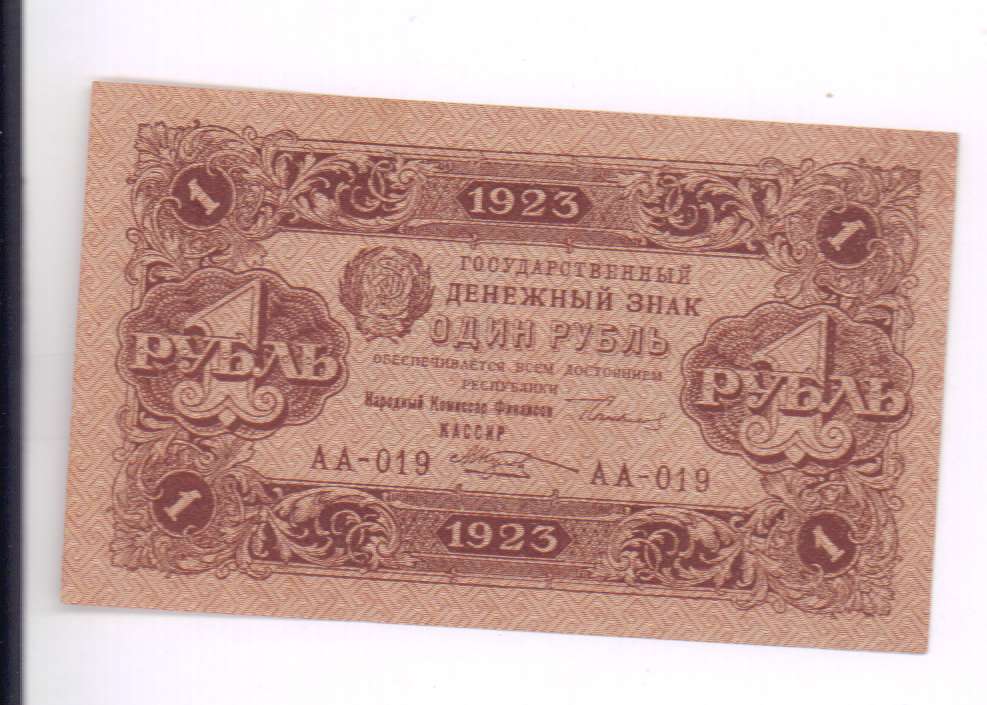 1 1923 1
ГОСУДАРСТВЕННЫЙ
ДЕНЕЖНЫЙ ЗНАК
ОДИН РУБЛЬ
1 РУБЛЬ
1 РУБЛЬ
ОБЕСПЕЧИВАЕТСЯ ВСЕМ ДОСТОЯНИЕМ
РЕСПУБЛИКИ
Народный Комиссар Финансов
КАССИР
АА-019 АА-019
1 1923 1